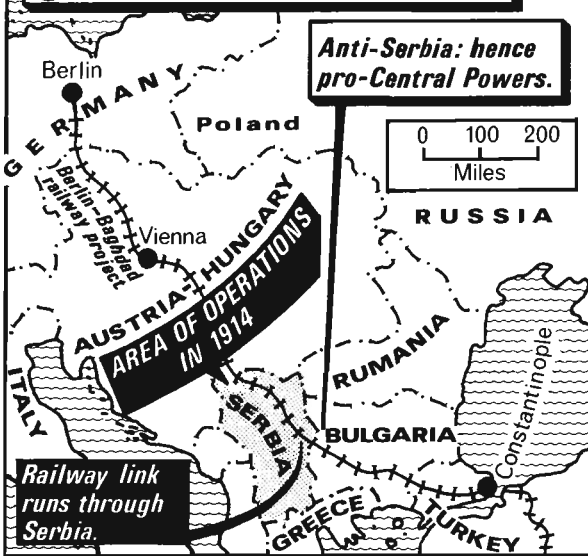 Anti-Serbia: hence
pro-Central Powers.
Berlin
GERMANY
Poland
0 100 200
Miles
Berlin-Baghdad
railway project
RUSSIA
Vienna
AUSTRIA-HUNGARY
AREA OF OPERATIONS
IN 1914
RUMANIA
ITALY
SERBIA
BULGARIA
Constantinople
Railway link
runs through
Serbia.
GREECE
TURKEY